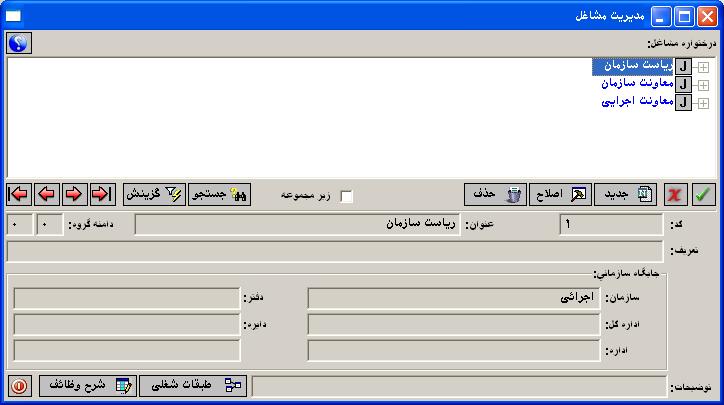 مدیریت مشاغل
درختواره مشاغل:
ریاست سازمان
معاونت سازمان
معاونت اجرایی
جدید اصلاح حذف زیر مجموعه جستجو گزینش
کد: ۱ عنوان: ریاست سازمان دامنه گروه: ۰ ۰
تعریف:
جایگاه سازمانی:
سازمان: اجرائی دفتر:
اداره کل: دایره:
اداره:
توضیحات: طبقات شغلی شرح وظائف